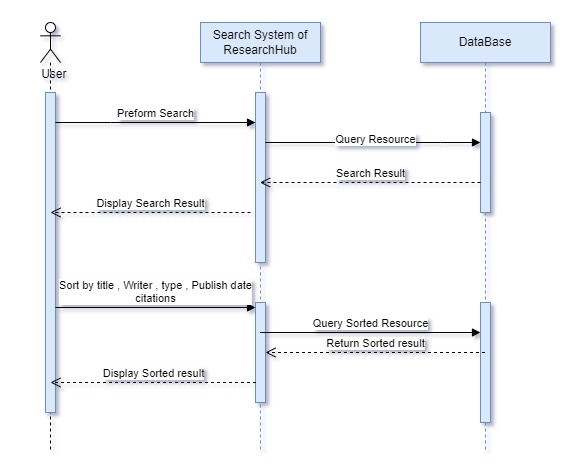 Search System of
ResearchHub
DataBase
User
Preform Search
Query Resource
Search Result
Display Search Result
Sort by title , Writer , type , Publish date
citations
Query Sorted Resource
Return Sorted result
Display Sorted result